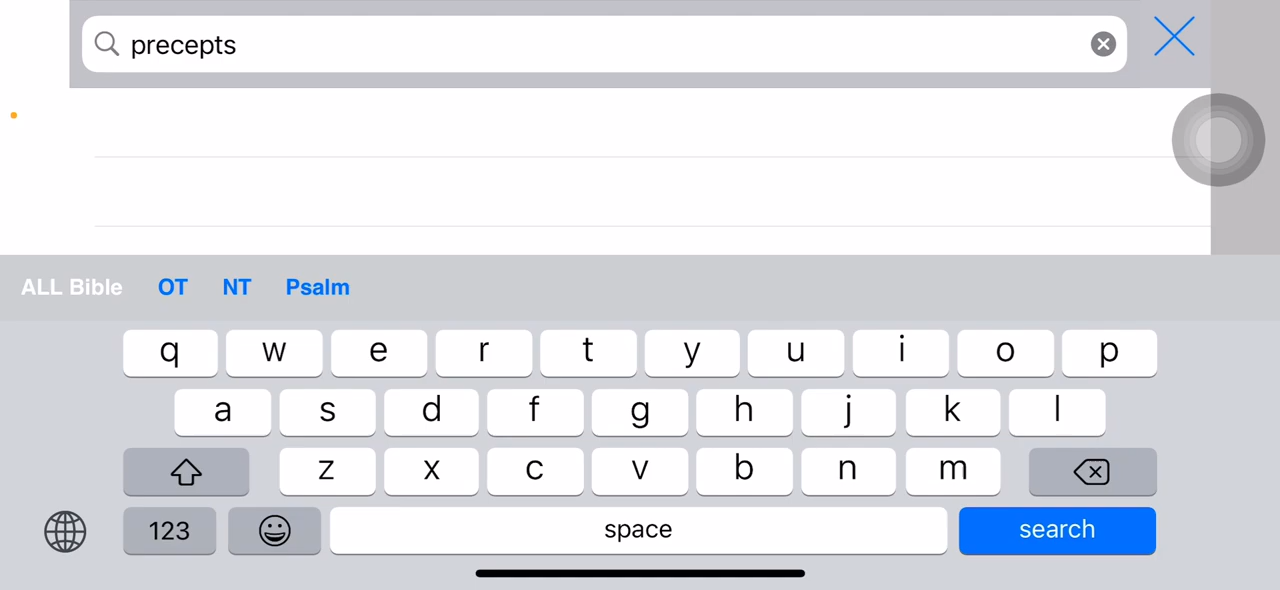 precepts
ALL Bible OT NT Psalm
q w e r t y u i o p
a s d f g h j k l
z x c v b n m
123 space search